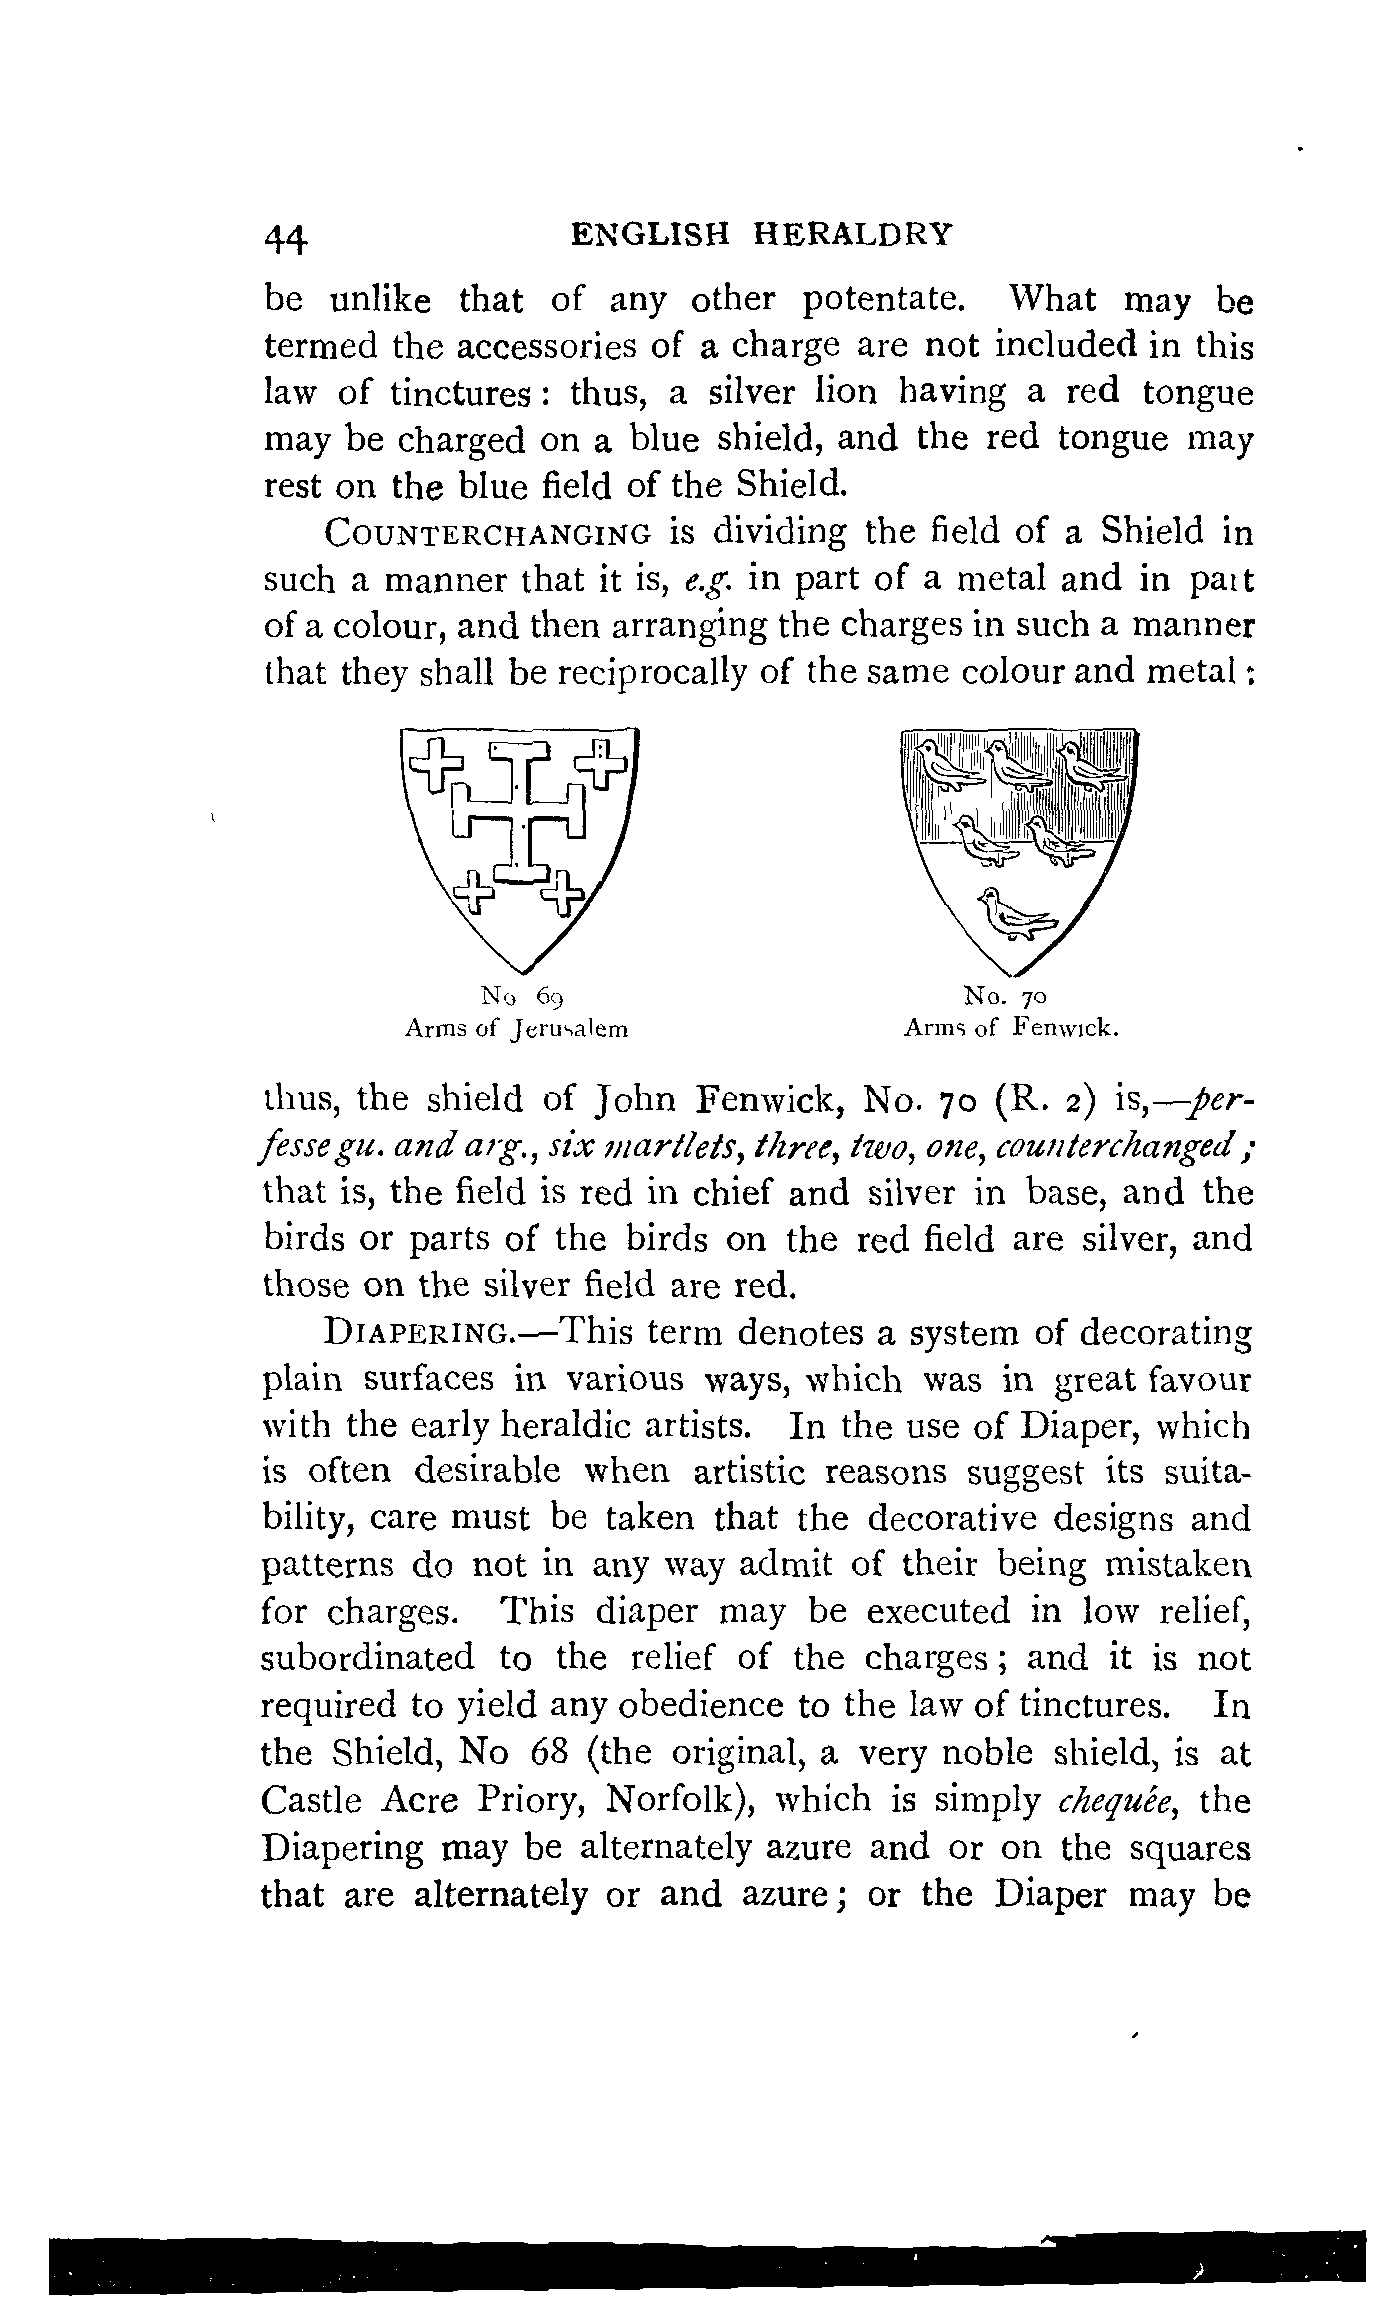 44 ENGLISH HERALDRY
be unlike that of any other potentate. What may be
termed the accessories of a charge are not included in this
law of tinctures: thus, a silver lion having a red tongue
may be charged on a blue shield, and the red tongue may
rest on the blue field of the Shield.
COUNTERCHANGING is dividing the field of a Shield in
such a manner that it is, e.g. in part of a metal and in part
of a colour, and then arranging the charges in such a manner
that they shall be reciprocally of the same colour and metal:
No 69
Arms of Jerusalem
No. 70
Arms of Fenwick.
thus, the shield of John Fenwick, No. 70 (R. 2) is,—per-
fesse gu. and arg., six martlets, three, two, one, counterchanged;
that is, the field is red in chief and silver in base, and the
birds or parts of the birds on the red field are silver, and
those on the silver field are red.
DIAPERING.—This term denotes a system of decorating
plain surfaces in various ways, which was in great favour
with the early heraldic artists. In the use of Diaper, which
is often desirable when artistic reasons suggest its suita-
bility, care must be taken that the decorative designs and
patterns do not in any way admit of their being mistaken
for charges. This diaper may be executed in low relief,
subordinated to the relief of the charges; and it is not
required to yield any obedience to the law of tinctures. In
the Shield, No 68 (the original, a very noble shield, is at
Castle Acre Priory, Norfolk), which is simply chequée, the
Diapering may be alternately azure and or on the squares
that are alternately or and azure; or the Diaper may be